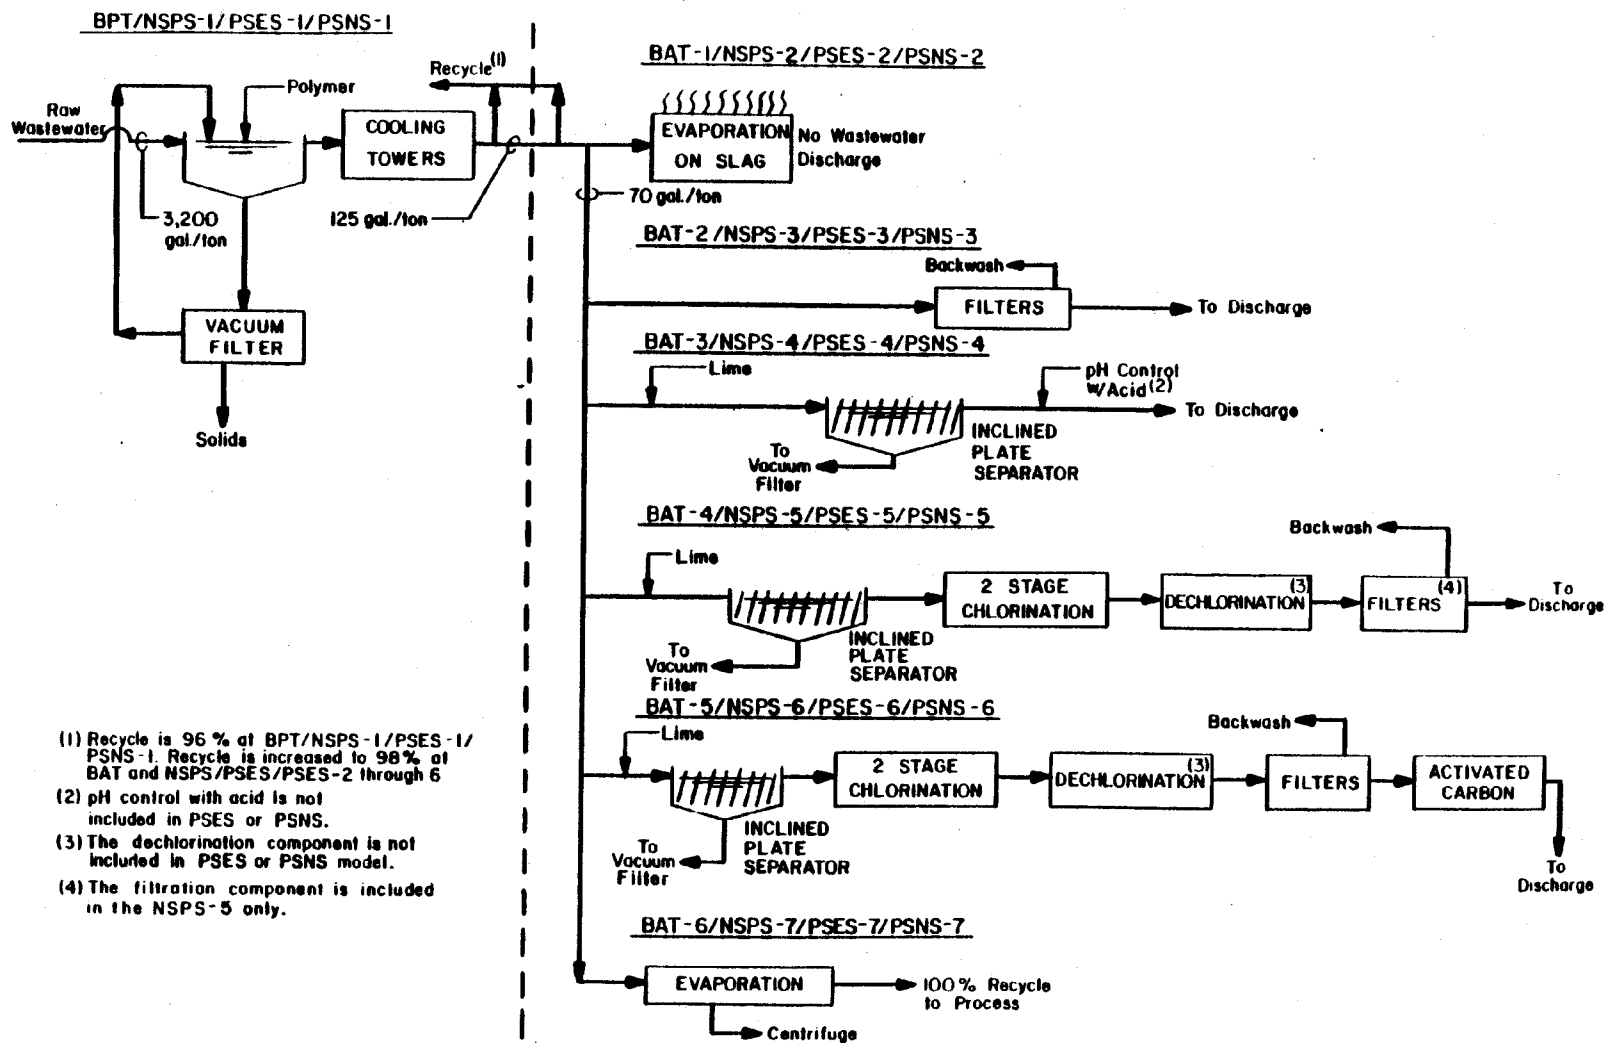 BPT/NSPS-1/PSES-1/PSNS-1
Recycle(1)
Polymer
Raw
Wastewater
COOLING
TOWERS
3,200
gal./ton
125 gal./ton
VACUUM
FILTER
Solids
BAT-1/NSPS-2/PSES-2/PSNS-2
EVAPORATION
ON SLAG
No Wastewater
Discharge
70 gal./ton
BAT-2/NSPS-3/PSES-3/PSNS-3
Backwash
FILTERS
To Discharge
BAT-3/NSPS-4/PSES-4/PSNS-4
Lime
pH Control
w/Acid(2)
To Discharge
INCLINED
PLATE
SEPARATOR
To
Vacuum
Filter
BAT-4/NSPS-5/PSES-5/PSNS-5
Backwash
Lime
2 STAGE
CHLORINATION
DECHLORINATION(3)
FILTERS(4)
To
Discharge
INCLINED
PLATE
SEPARATOR
To
Vacuum
Filter
BAT-5/NSPS-6/PSES-6/PSNS-6
Backwash
Lime
2 STAGE
CHLORINATION
DECHLORINATION(3)
FILTERS
ACTIVATED
CARBON
INCLINED
PLATE
SEPARATOR
To
Vacuum
Filter
To
Discharge
BAT-6/NSPS-7/PSES-7/PSNS-7
EVAPORATION
100% Recycle
to Process
Centrifuge
(1) Recycle is 96 % at BPT/NSPS-1/PSES-1/
PSNS-1. Recycle is increased to 98% at
BAT and NSPS/PSES/PSES-2 through 6
(2) pH control with acid is not
included in PSES or PSNS.
(3) The dechlorination component is not
included in PSES or PSNS model.
(4) The filtration component is included
in the NSPS-5 only.